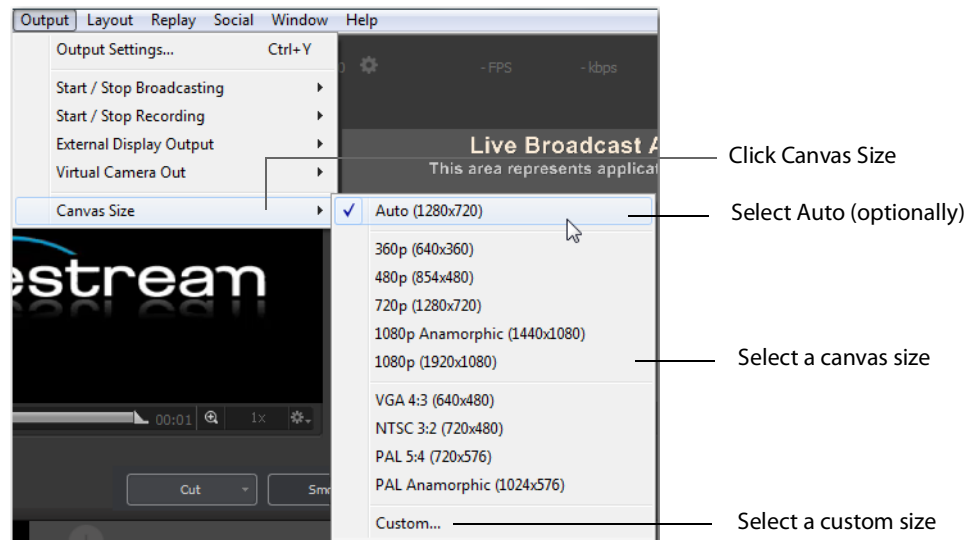 Output Layout Replay Social Window Help
Output Settings... Ctrl+Y
- FPS - kbps
Start / Stop Broadcasting
Start / Stop Recording
External Display Output
Live Broadcast
Virtual Camera Out
This area represents
Click Canvas Size
Canvas Size
Auto (1280x720)
Select Auto (optionally)
360p (640x360)
480p (854x480)
720p (1280x720)
1080p Anamorphic (1440x1080)
1080p (1920x1080)
Select a canvas size
estream
VGA 4:3 (640x480)
00:01 1x
NTSC 3:2 (720x480)
PAL 5:4 (720x576)
PAL Anamorphic (1024x576)
Cut
Custom...
Select a custom size